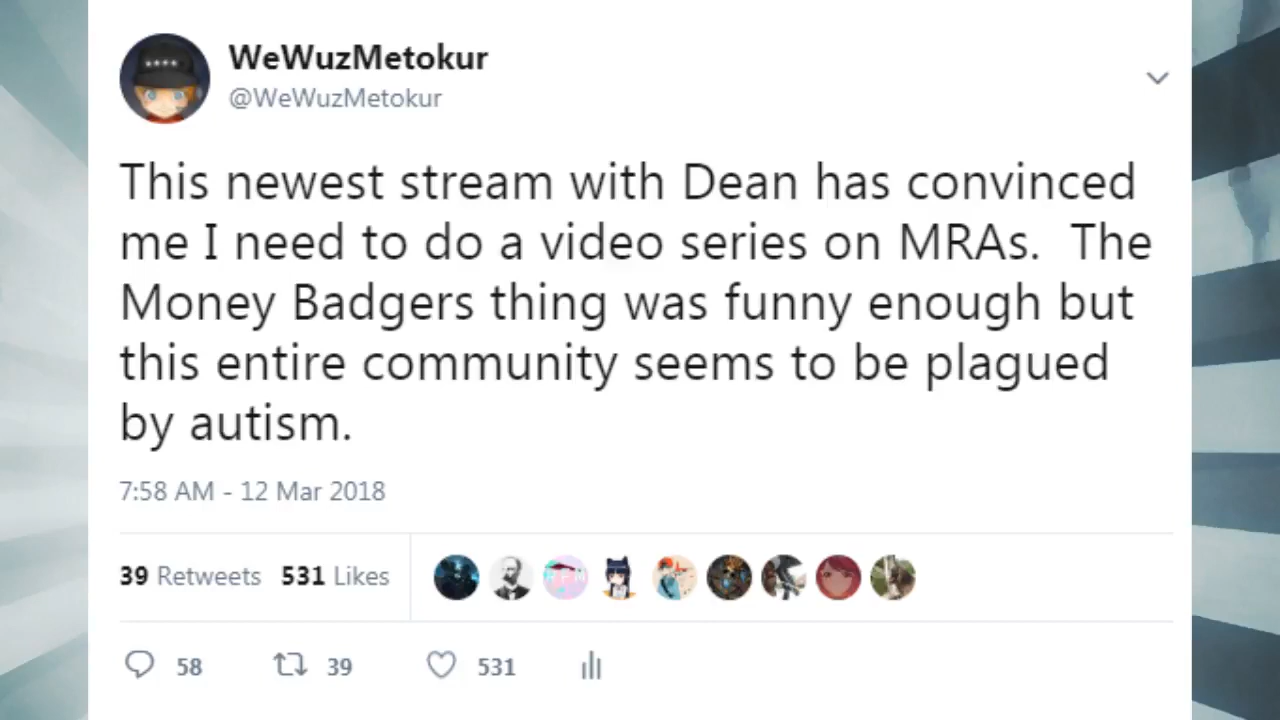 WeWuzMetokur
@WeWuzMetokur
This newest stream with Dean has convinced
me I need to do a video series on MRAs.  The
Money Badgers thing was funny enough but
this entire community seems to be plagued
by autism.
7:58 AM - 12 Mar 2018
39 Retweets 531 Likes
58 39 531